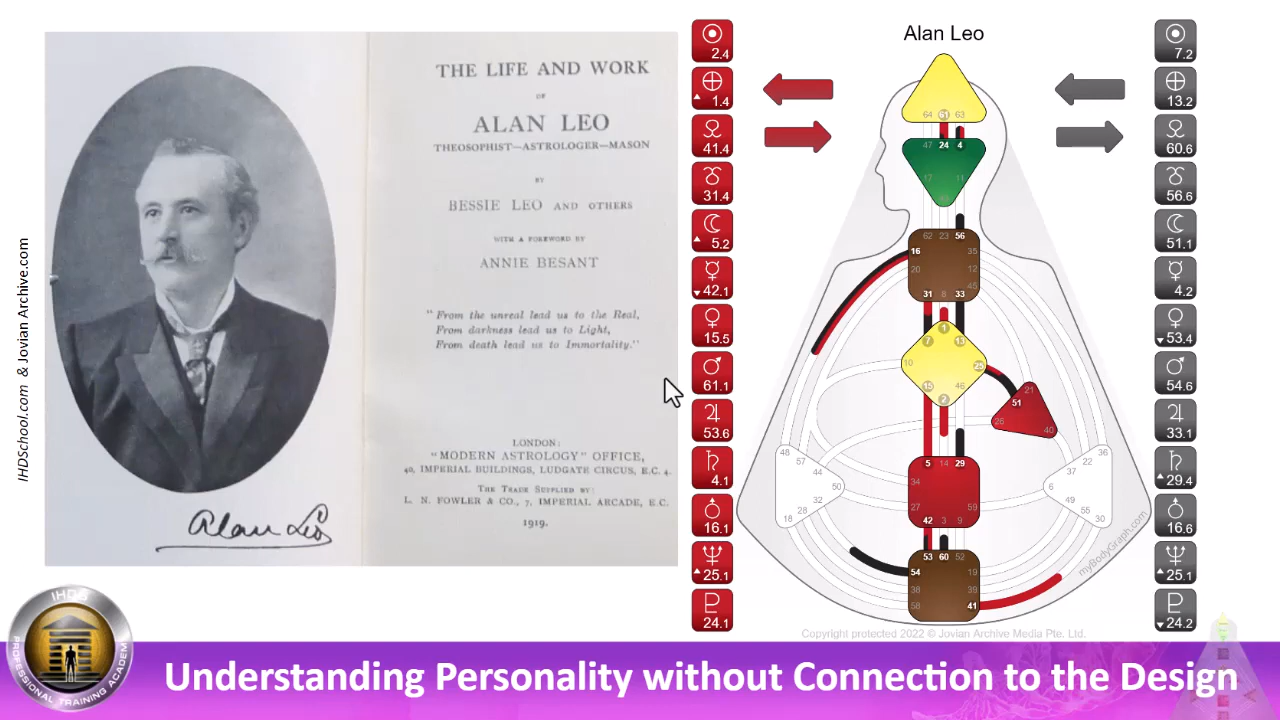 IHDSchool.com & Jovian Archive.com
THE LIFE AND WORK
OF
ALAN LEO
THEOSOPHIST—ASTROLOGER—MASON
BY
BESSIE LEO AND OTHERS
WITH A FOREWORD BY
ANNIE BESANT
"From the unreal lead us to the Real,
From darkness lead us to Light,
From death lead us to Immortality."
LONDON:
"MODERN ASTROLOGY" OFFICE,
40, IMPERIAL BUILDINGS, LUDGATE CIRCUS, E.C. 4.
THE TRADE SUPPLIED BY:
L. N. FOWLER & CO., 7, IMPERIAL ARCADE, E.C.
1919.
Alan Leo
2.4
1.4
41.4
31.4
5.2
42.1
15.5
61.1
53.6
4.1
16.1
25.1
24.1
Alan Leo
64 61 63
47 24 4
17 11
62 23 56
16 35
20 12
45
31 8 33
1
7 13
10 25
15 46
2
21
51
26 40
48
57
44
50
32
28
18
36
22
37
6
49
55
30
5 14 29
34
27 59
42 3 9
53 60 52
54 19
38 39
58 41
myBodyGraph.com
7.2
13.2
60.6
56.6
51.1
4.2
53.4
54.6
33.1
29.4
16.6
25.1
24.2
Copyright protected 2022 © Jovian Archive Media Pte. Ltd.
IHDS
PROFESSIONAL TRAINING ACADEMY
Understanding Personality without Connection to the Design